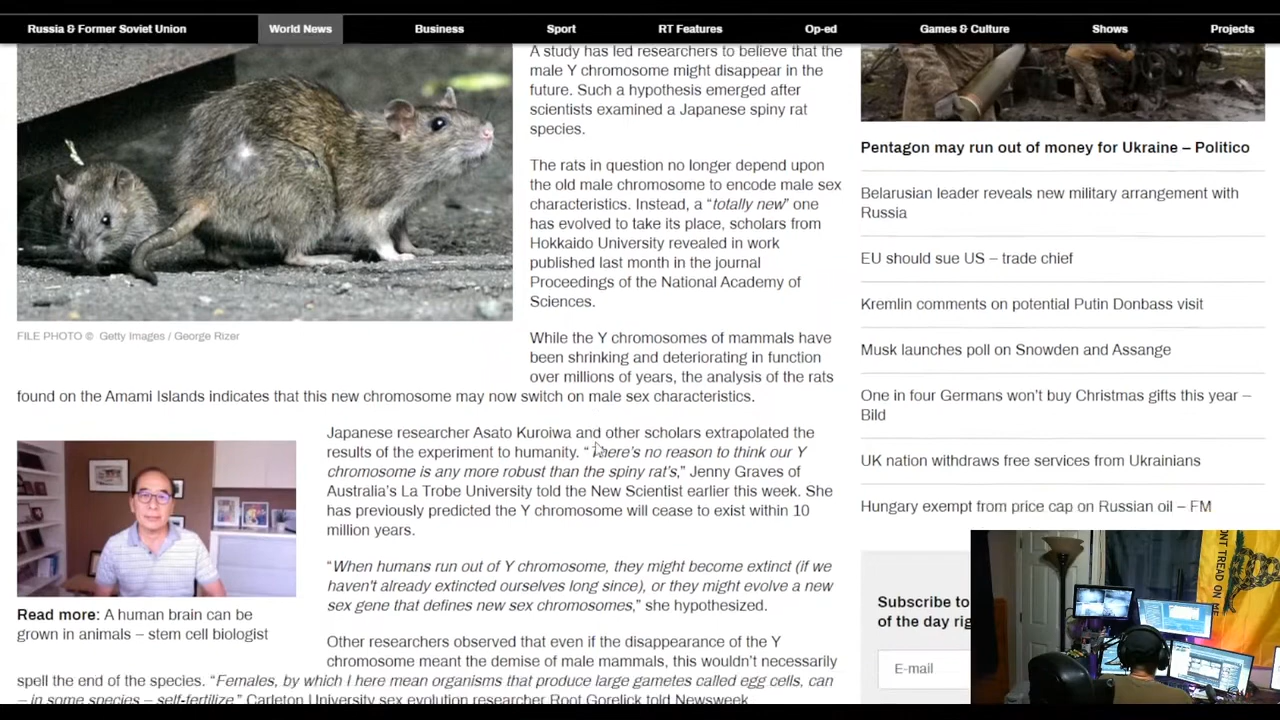 Russia & Former Soviet Union
World News
Business
Sport
RT Features
Op-ed
Games & Culture
Shows
Projects
A study has led researchers to believe that the
male Y chromosome might disappear in the
future. Such a hypothesis emerged after
scientists examined a Japanese spiny rat
species.
The rats in question no longer depend upon
the old male chromosome to encode male sex
characteristics. Instead, a “totally new” one
has evolved to take its place, scholars from
Hokkaido University revealed in work
published last month in the journal
Proceedings of the National Academy of
Sciences.
FILE PHOTO © Getty Images / George Rizer
While the Y chromosomes of mammals have
been shrinking and deteriorating in function
over millions of years, the analysis of the rats
found on the Amami Islands indicates that this new chromosome may now switch on male sex characteristics.
Japanese researcher Asato Kuroiwa and other scholars extrapolated the
results of the experiment to humanity. “There’s no reason to think our Y
chromosome is any more robust than the spiny rat’s,” Jenny Graves of
Australia’s La Trobe University told the New Scientist earlier this week. She
has previously predicted the Y chromosome will cease to exist within 10
million years.
Read more: A human brain can be
grown in animals – stem cell biologist
“When humans run out of Y chromosome, they might become extinct (if we
haven’t already extincted ourselves long since), or they might evolve a new
sex gene that defines new sex chromosomes,” she hypothesized.
Other researchers observed that even if the disappearance of the Y
chromosome meant the demise of male mammals, this wouldn’t necessarily
spell the end of the species. “Females, by which I here mean organisms that produce large gametes called egg cells, can
– in some species – self-fertilize,” Carleton University sex evolution researcher Root Gorelick told Newsweek
Pentagon may run out of money for Ukraine – Politico
Belarusian leader reveals new military arrangement with
Russia
EU should sue US – trade chief
Kremlin comments on potential Putin Donbass visit
Musk launches poll on Snowden and Assange
One in four Germans won’t buy Christmas gifts this year –
Bild
UK nation withdraws free services from Ukrainians
Hungary exempt from price cap on Russian oil – FM
Subscribe to
of the day rig
E-mail
ONT TREAD ON ME